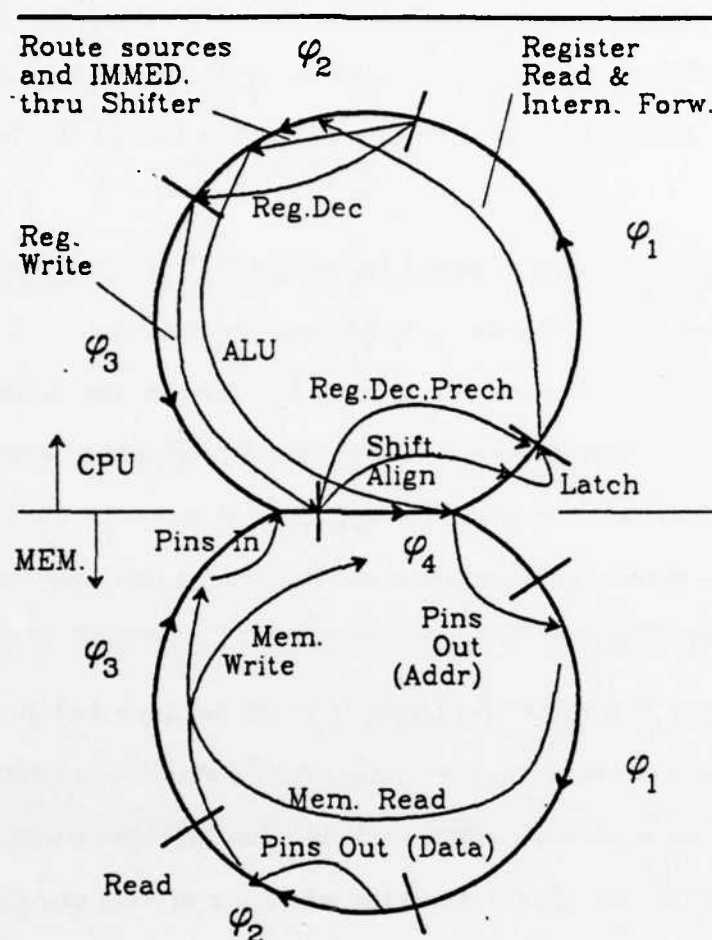 Route sources
and IMMED.
thru Shifter
φ2
Register
Read &
Intern. Forw.
Reg.Dec
φ1
Reg.
Write
φ3
ALU
Reg.Dec,Prech
Shift.
Align
Latch
CPU
MEM.
Pins In
φ4
Pins
Out
(Addr)
Mem.
Write
φ3
φ1
Mem. Read
Pins Out (Data)
Read
φ2